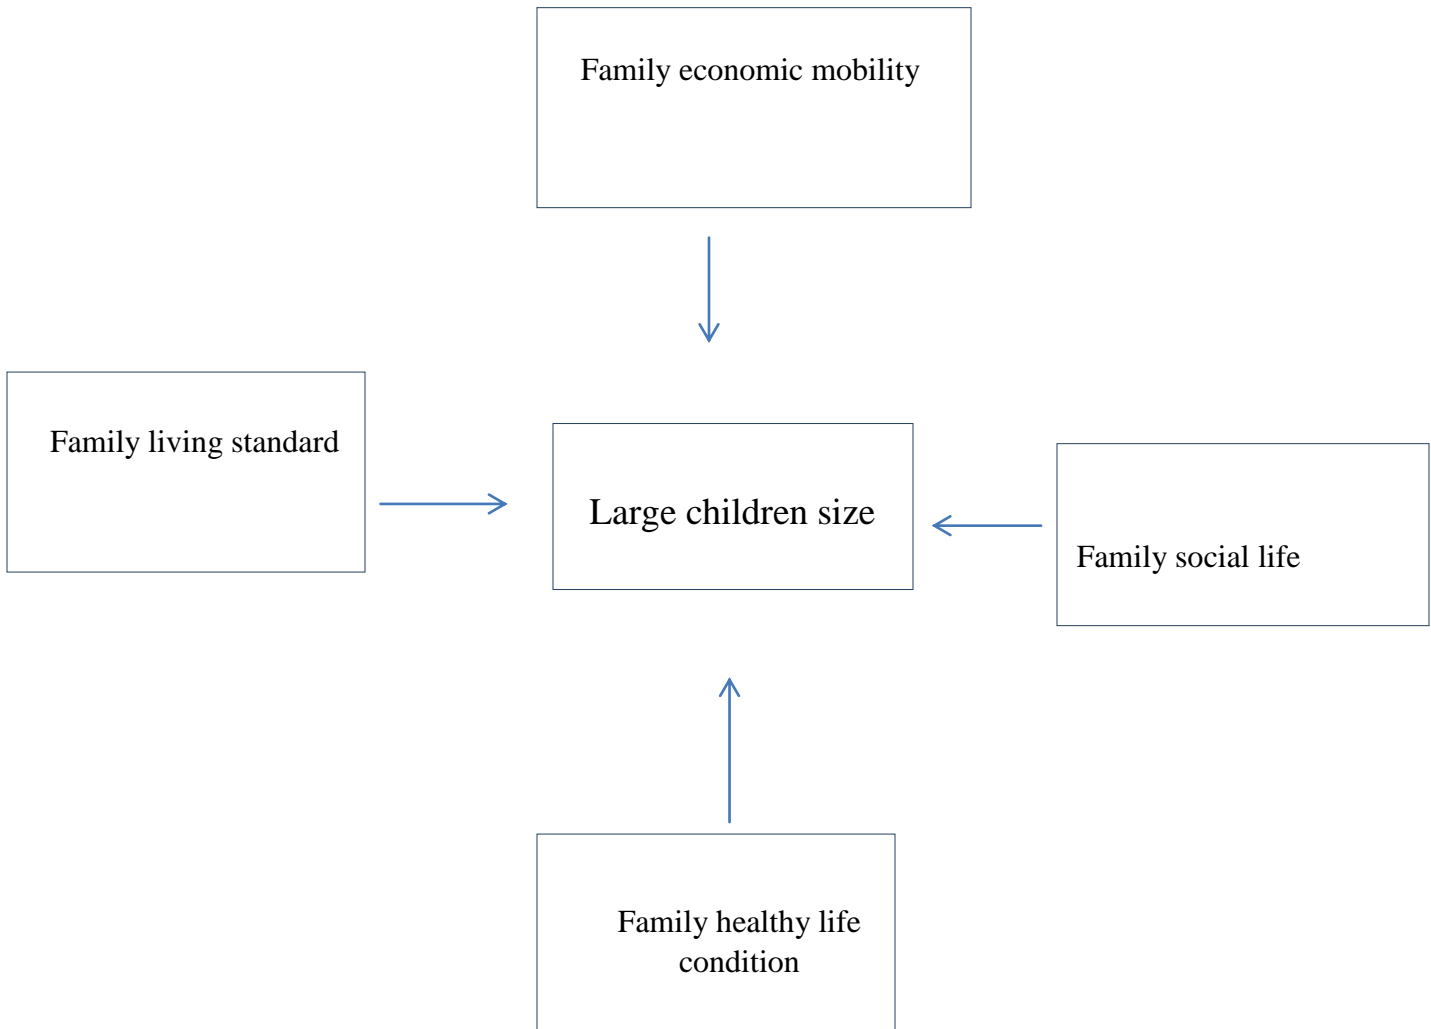 Family economic mobility
Family living standard
Large children size
Family social life
Family healthy life
condition